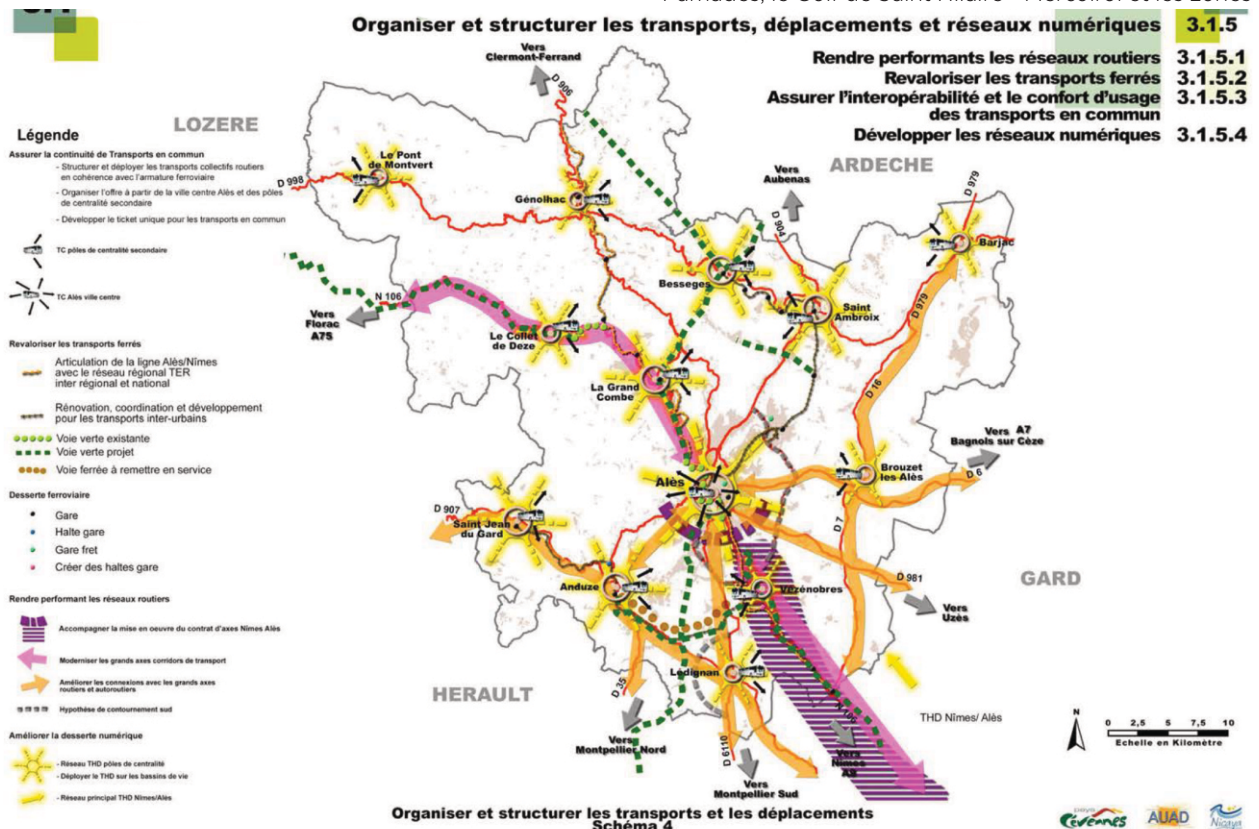 Organiser et structurer les transports, déplacements et réseaux numériques 3.1.5
Rendre performants les réseaux routiers 3.1.5.1
Revaloriser les transports ferrés 3.1.5.2
Assurer l'interopérabilité et le confort d'usage 3.1.5.3
des transports en commun
Développer les réseaux numériques 3.1.5.4
Légende
Assurer la continuité de Transports en commun
- Structurer et déployer les transports collectifs routiers
en cohérence avec l'armature ferroviaire
- Organiser l'offre à partir de la ville centre Alès et des pôles
de centralité secondaire
- Développer le ticket unique pour les transports en commun
TC pôles de centralité secondaire
TC Alès ville centre
Revaloriser les transports ferrés
Articulation de la ligne Alès/Nîmes
avec le réseau régional TER
inter régional et national
Rénovation, coordination et développement
pour les transports inter-urbains
Voie verte existante
Voie verte projet
Voie ferrée à remettre en service
Desserte ferroviaire
Gare
Halte gare
Gare fret
Créer des haltes gare
Rendre performant les réseaux routiers
Accompagner la mise en oeuvre du contrat d'axes Nîmes Alès
Moderniser les grands axes corridors de transport
Améliorer les connexions avec les grands axes
routiers et autoroutiers
Hypothése de contournement sud
Améliorer la desserte numérique
- Réseau THD pôles de centralité
- Déployer le THD sur les bassins de vie
- Réseau principal THD Nîmes/Alès
LOZERE
ARDECHE
GARD
HERAULT
Vers
Clermont-Ferrand
D 906
Le Pont
de Montvert
D 998
Génolhac
Vers
Aubenas
D 904
D 979
Barjac
Besseges
Saint
Ambroix
D 979
N 106
Vers
Florac
A75
Le Collet
de Deze
La Grand
Combe
D 16
Vers A7
Bagnols sur Cèze
D 6
Brouzet
les Alès
Alès
D 7
D 907
Saint Jean
du Gard
Anduze
Vézénobres
D 981
Vers
Uzès
Lédignan
D 35
Vers
Montpellier Nord
D 6110
Vers
Montpellier Sud
N 106
Vers
Nîmes
A9
THD Nîmes/ Alès
N
0 2,5 5 7,5 10
Echelle en Kilomètre
Organiser et structurer les transports et les déplacements
Schéma 4
pays
Cévennes
AUAD